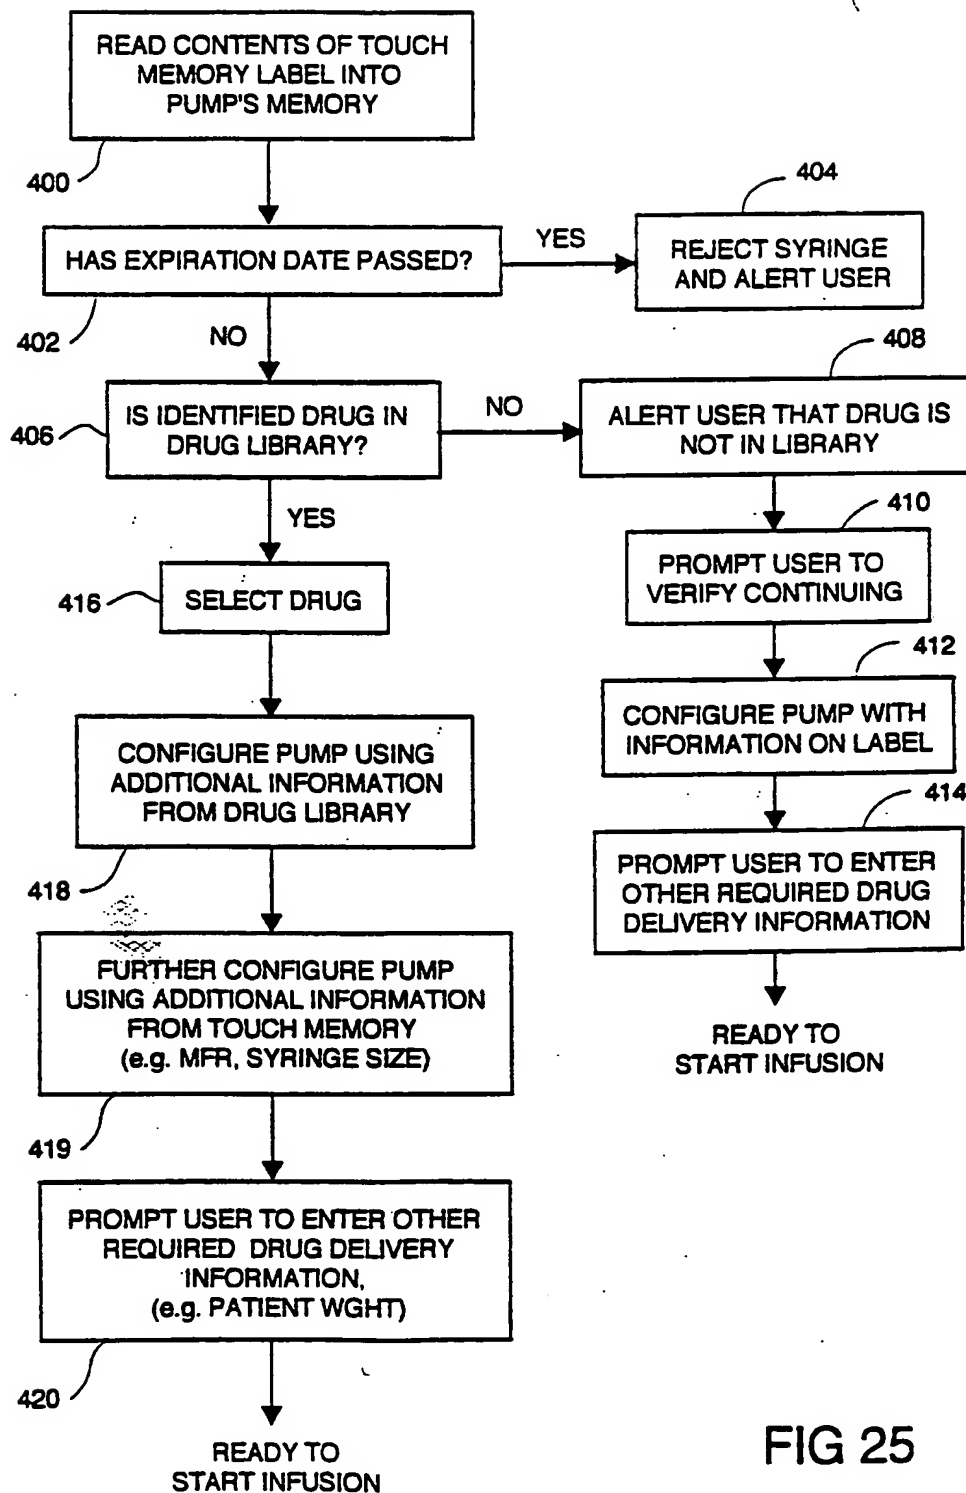 READ CONTENTS OF TOUCH
MEMORY LABEL INTO
PUMP'S MEMORY
400
404
HAS EXPIRATION DATE PASSED?
YES
REJECT SYRINGE
AND ALERT USER
402
NO
408
406
IS IDENTIFIED DRUG IN
DRUG LIBRARY?
NO
ALERT USER THAT DRUG IS
NOT IN LIBRARY
YES
410
416
SELECT DRUG
PROMPT USER TO
VERIFY CONTINUING
412
CONFIGURE PUMP WITH
INFORMATION ON LABEL
CONFIGURE PUMP USING
ADDITIONAL INFORMATION
FROM DRUG LIBRARY
414
418
PROMPT USER TO ENTER
OTHER REQUIRED DRUG
DELIVERY INFORMATION
FURTHER CONFIGURE PUMP
USING ADDITIONAL INFORMATION
FROM TOUCH MEMORY
(e.g. MFR, SYRINGE SIZE)
READY TO
START INFUSION
419
PROMPT USER TO ENTER OTHER
REQUIRED DRUG DELIVERY
INFORMATION,
(e.g. PATIENT WGHT)
420
READY TO
START INFUSION
FIG 25